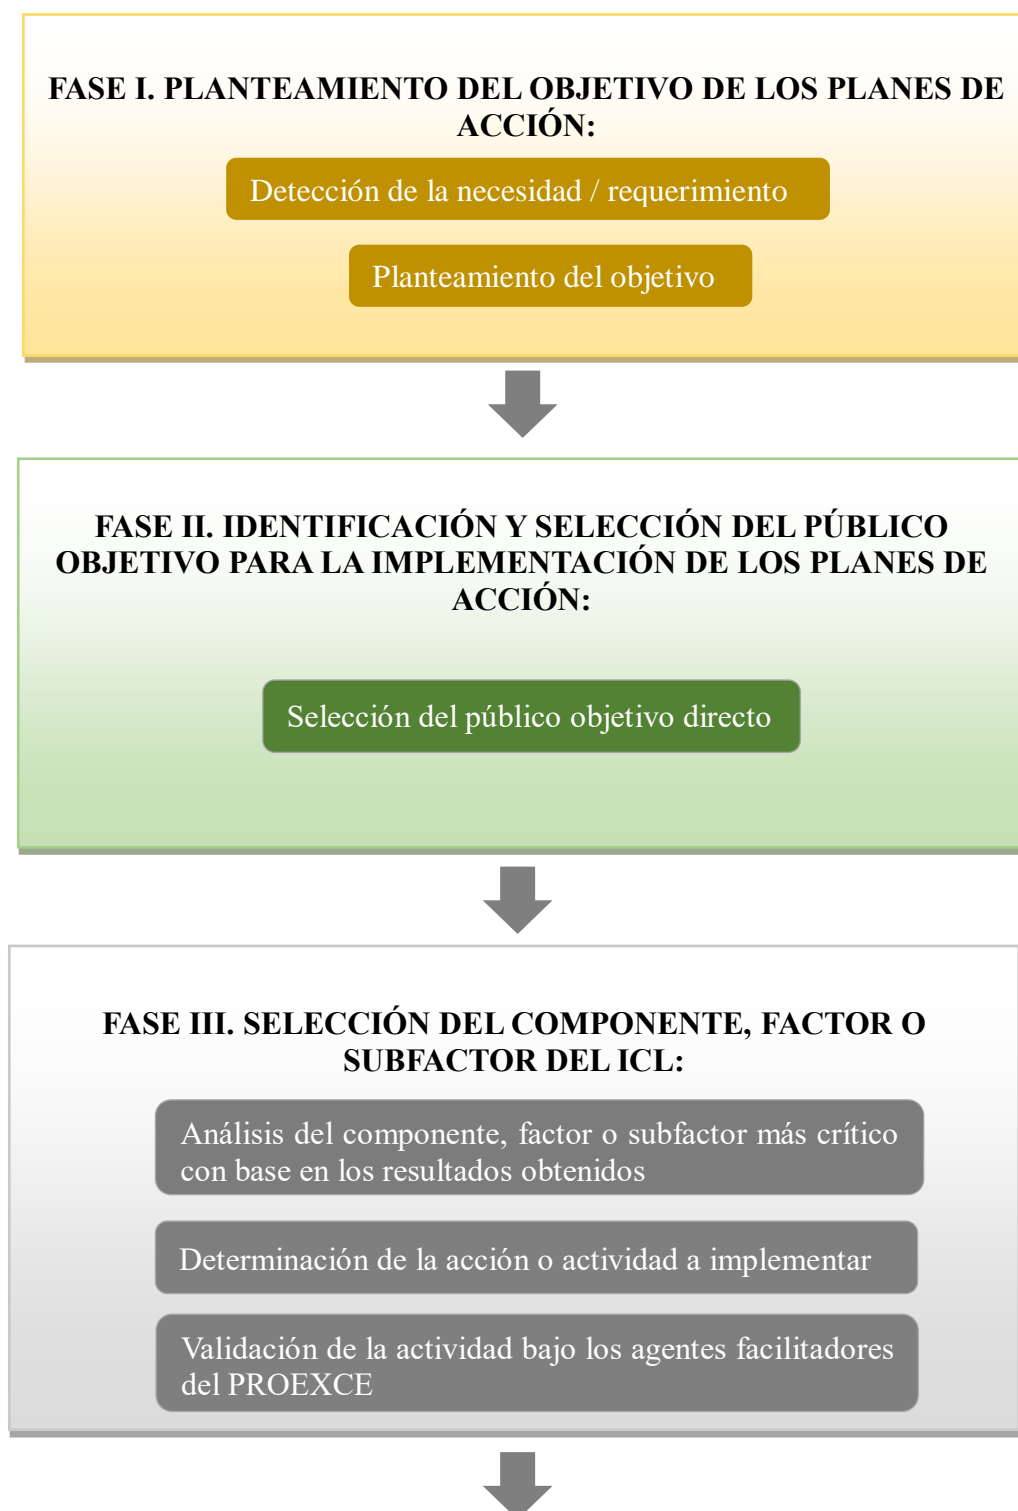 FASE I. PLANTEAMIENTO DEL OBJETIVO DE LOS PLANES DE
ACCIÓN:
Detección de la necesidad / requerimiento
Planteamiento del objetivo
FASE II. IDENTIFICACIÓN Y SELECCIÓN DEL PÚBLICO
OBJETIVO PARA LA IMPLEMENTACIÓN DE LOS PLANES DE
ACCIÓN:
Selección del público objetivo directo
FASE III. SELECCIÓN DEL COMPONENTE, FACTOR O
SUBFACTOR DEL ICL:
Análisis del componente, factor o subfactor más crítico
con base en los resultados obtenidos
Determinación de la acción o actividad a implementar
Validación de la actividad bajo los agentes facilitadores
del PROEXCE